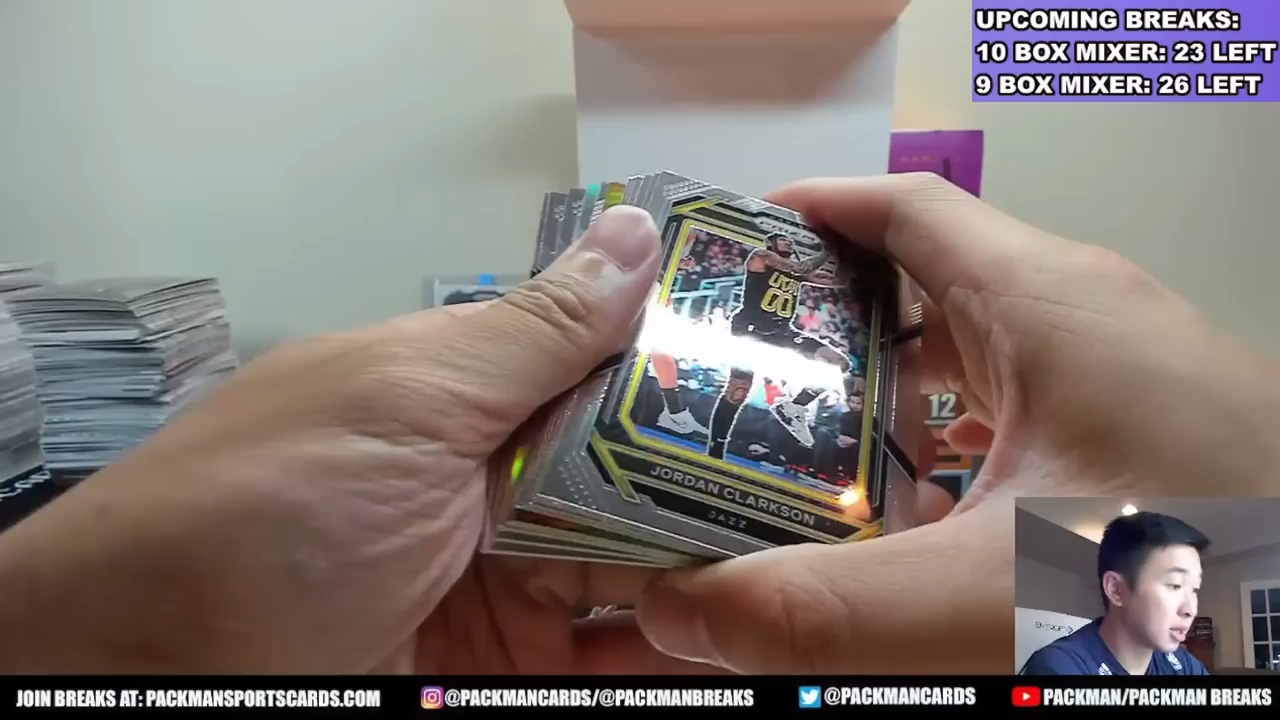 UPCOMING BREAKS:
10 BOX MIXER: 23 LEFT
9 BOX MIXER: 26 LEFT
PRIZM
UTAH
00
JORDAN CLARKSON
JAZZ
12
JOIN BREAKS AT: PACKMANSPORTSCARDS.COM
@PACKMANCARDS/@PACKMANBREAKS
@PACKMANCARDS
PACKMAN/PACKMAN BREAKS